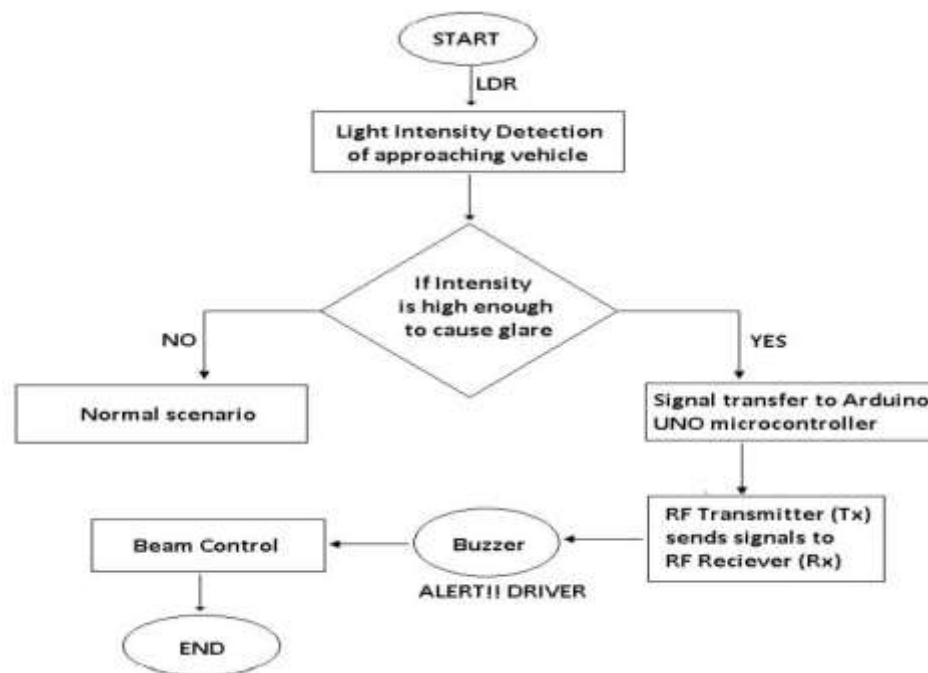 START
LDR
Light Intensity Detection
of approaching vehicle
If Intensity
is high enough
to cause glare
NO
YES
Normal scenario
Signal transfer to Arduino
UNO microcontroller
RF Transmitter (Tx)
sends signals to
RF Reciever (Rx)
Buzzer
ALERT!! DRIVER
Beam Control
END